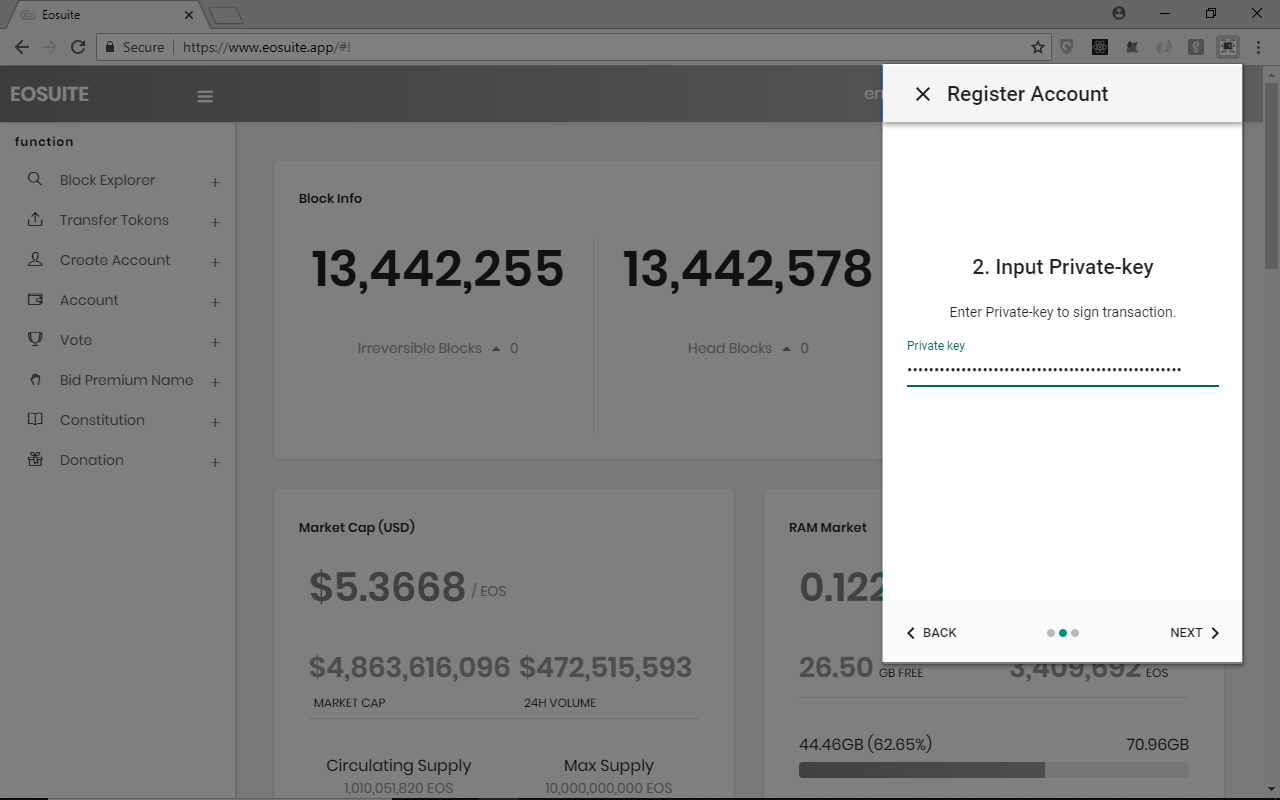 Eosuite
Secure
https://www.eosuite.app/#!
EOSUITE
en
function
Block Explorer +
Transfer Tokens +
Create Account +
Account +
Vote +
Bid Premium Name +
Constitution +
Donation +
Block Info
13,442,255
13,442,578
Irreversible Blocks 0
Head Blocks 0
Market Cap (USD)
$5.3668 / EOS
$4,863,616,096 $472,515,593
MARKET CAP
24H VOLUME
Circulating Supply
Max Supply
1,010,051,820 EOS
10,000,000,000 EOS
RAM Market
0.122
26.50 GB FREE
3,409,692 EOS
44.46GB (62.65%)
70.96GB
Register Account
2. Input Private-key
Enter Private-key to sign transaction.
Private key
BACK
NEXT